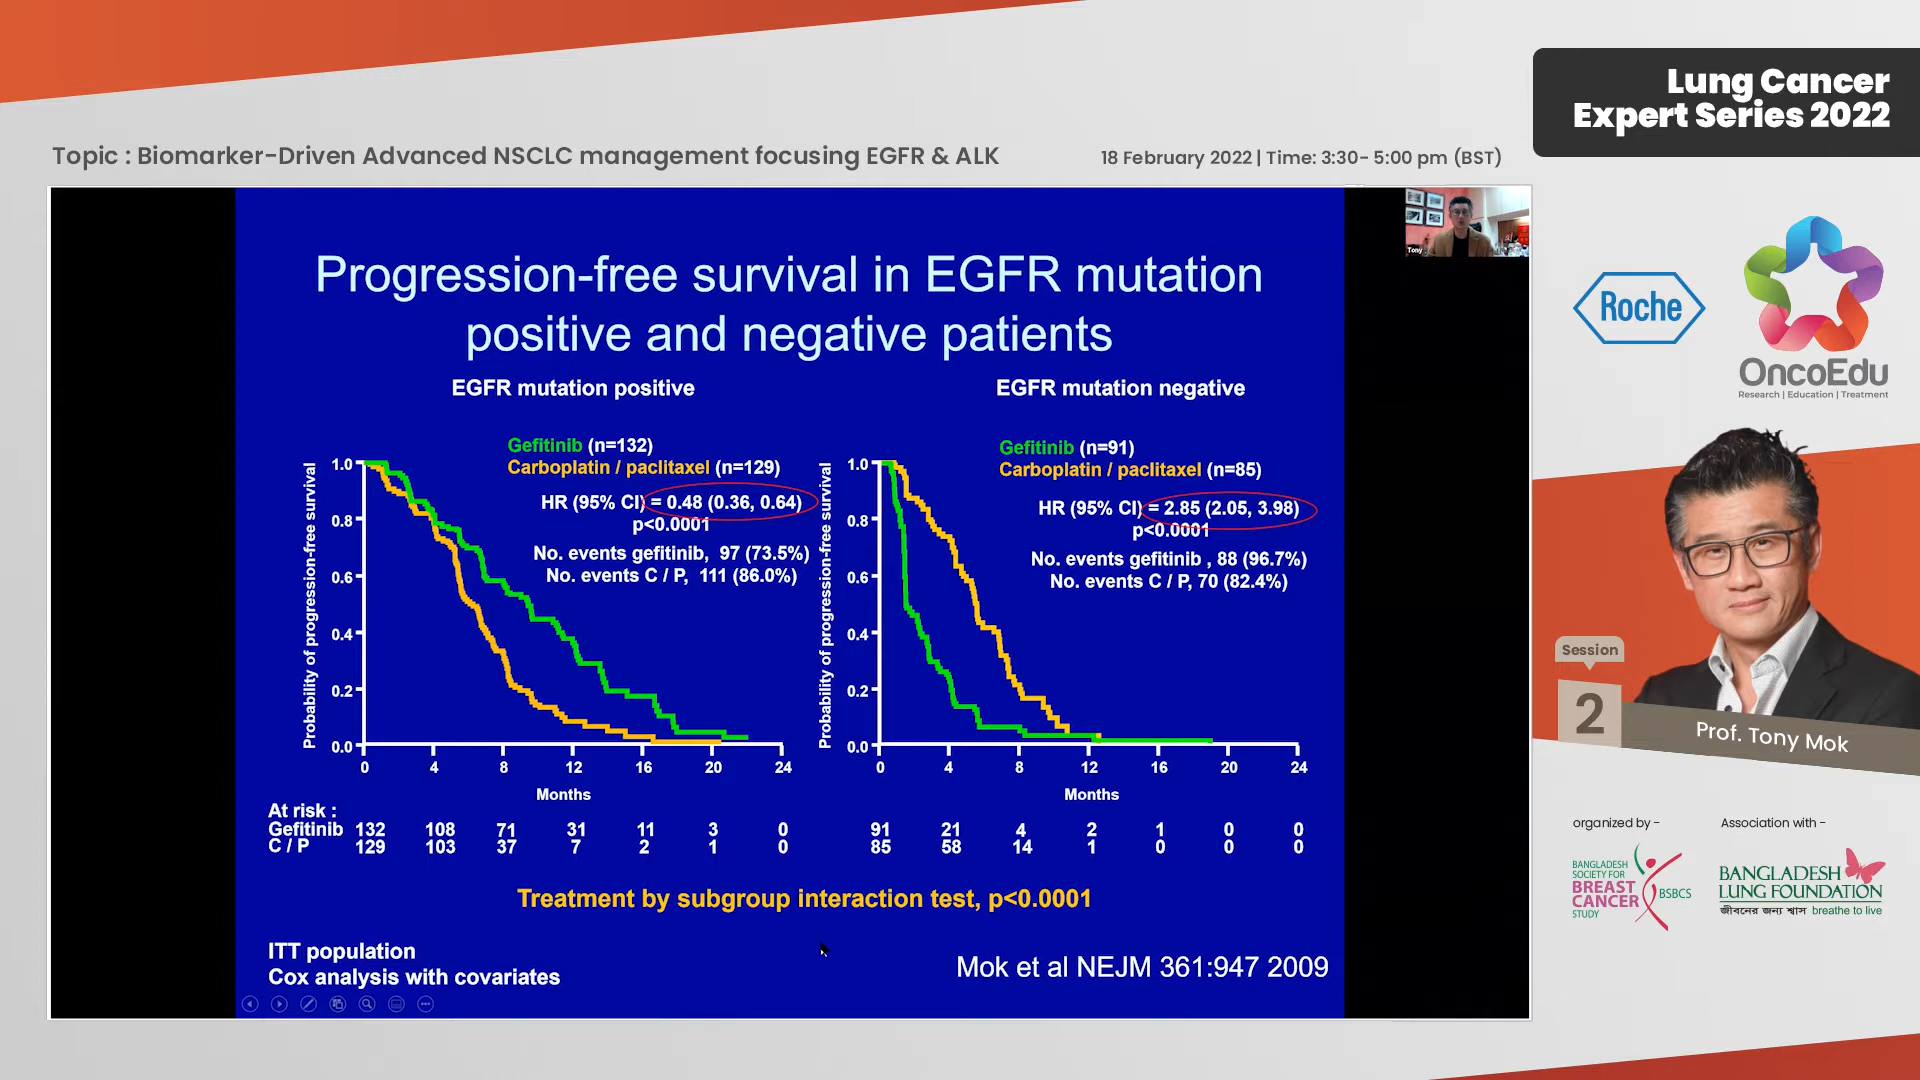 Lung Cancer
Expert Series 2022
Topic : Biomarker-Driven Advanced NSCLC management focusing EGFR & ALK
18 February 2022 | Time: 3:30- 5:00 pm (BST)
Tony
Progression-free survival in EGFR mutation
positive and negative patients
EGFR mutation positive
Gefitinib (n=132)
Carboplatin / paclitaxel (n=129)
HR (95% CI) = 0.48 (0.36, 0.64)
p<0.0001
No. events gefitinib, 97 (73.5%)
No. events C / P, 111 (86.0%)
Probability of progression-free survival
1.0
0.8
0.6
0.4
0.2
0.0
0 4 8 12 16 20 24
Months
EGFR mutation negative
Gefitinib (n=91)
Carboplatin / paclitaxel (n=85)
HR (95% CI) = 2.85 (2.05, 3.98)
p<0.0001
No. events gefitinib , 88 (96.7%)
No. events C / P, 70 (82.4%)
Probability of progression-free survival
1.0
0.8
0.6
0.4
0.2
0.0
0 4 8 12 16 20 24
Months
At risk :
Gefitinib 132 108 71 31 11 3 0 91 21 4 2 1 0 0
C / P 129 103 37 7 2 1 0 85 58 14 1 0 0 0
Treatment by subgroup interaction test, p<0.0001
ITT population
Cox analysis with covariates
Mok et al NEJM 361:947 2009
Roche
OncoEdu
Research | Education | Treatment
Session
2
Prof. Tony Mok
organized by -
BANGLADESH
SOCIETY FOR
BREAST
CANCER
STUDY
BSBCS
Association with -
BANGLADESH
LUNG FOUNDATION
জীবনের জন্য শ্বাস breathe to live